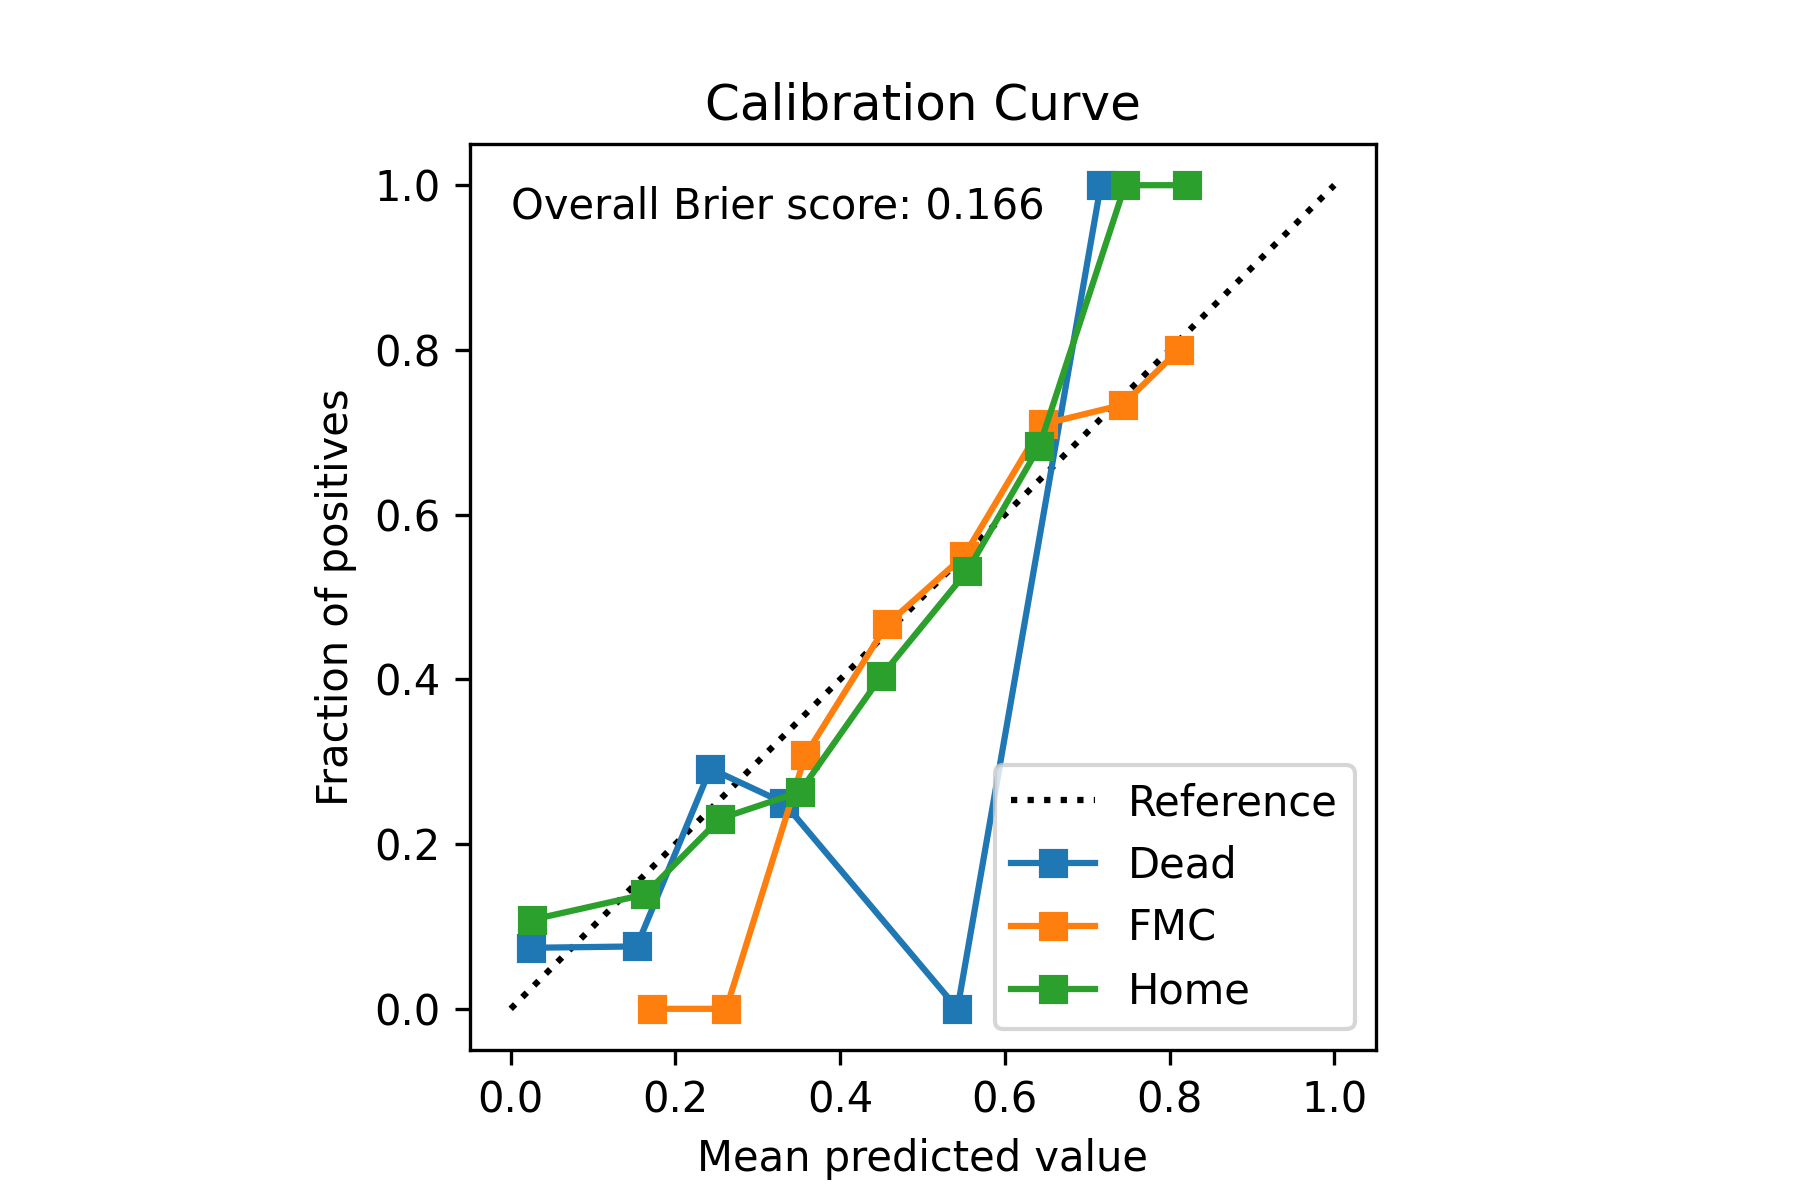 Calibration Curve
Overall Brier score: 0.166
Fraction of positives
1.0
0.8
0.6
0.4
0.2
0.0
Reference
Dead
FMC
Home
0.0 0.2 0.4 0.6 0.8 1.0
Mean predicted value